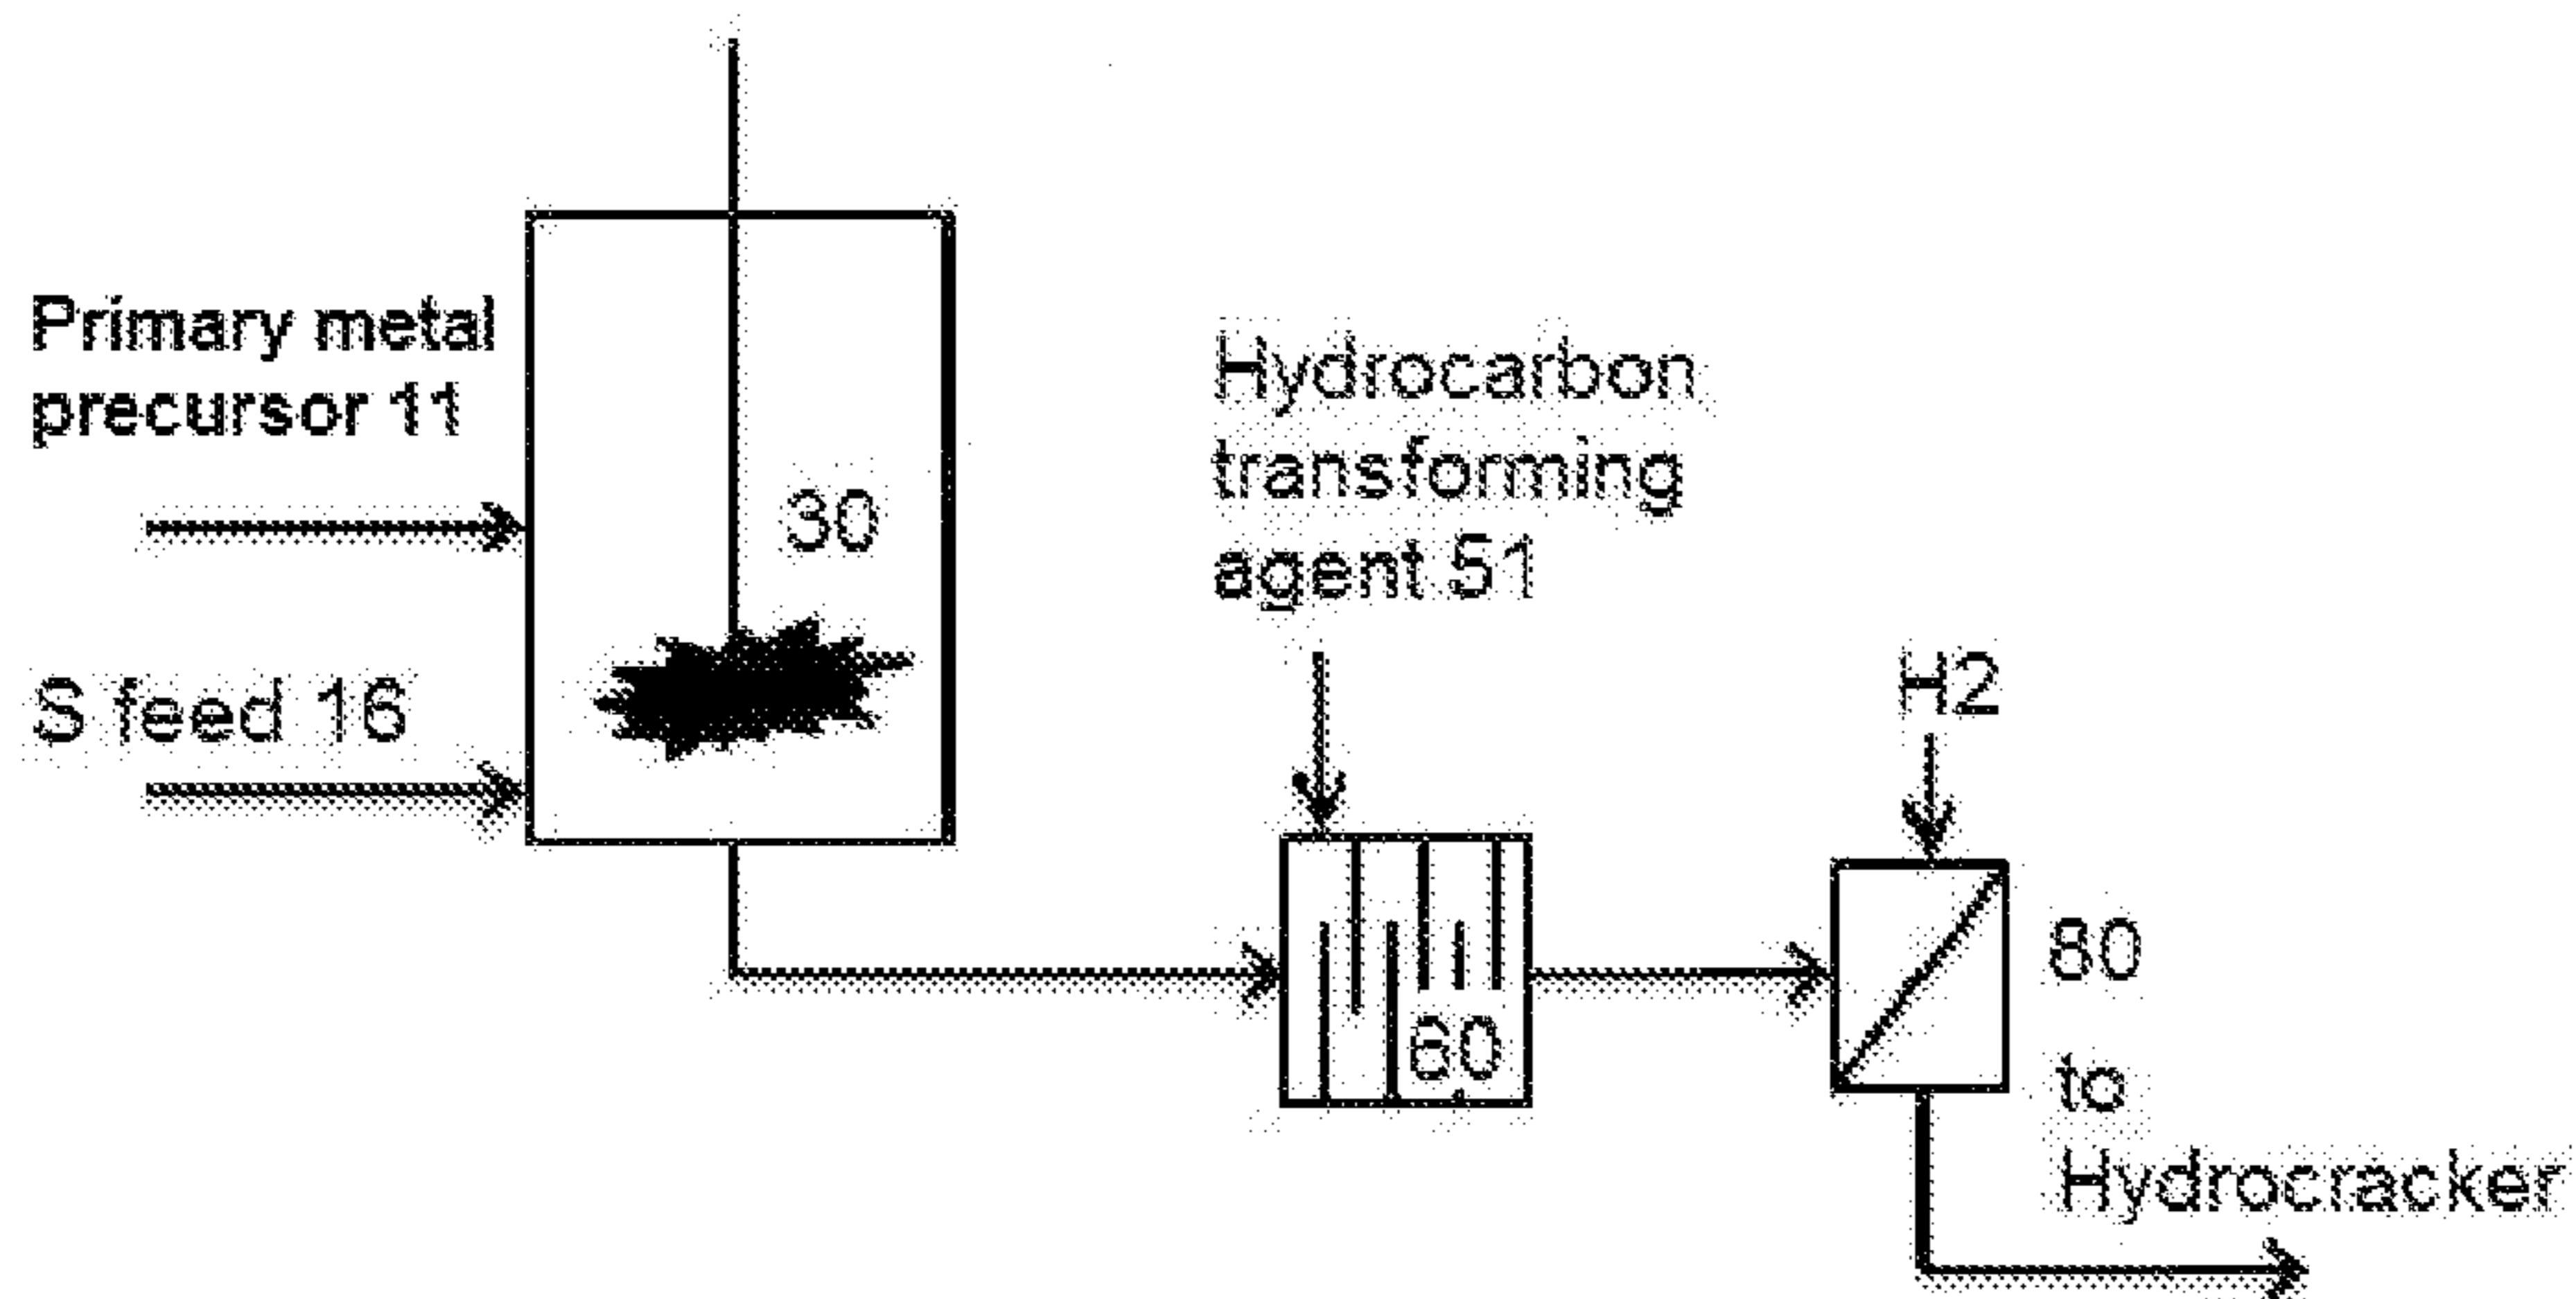 Primary metal
precursor 11
S feed 16
30
Hydrocarbon
transforming
agent 51
60
H2
80
to
Hydrocracker